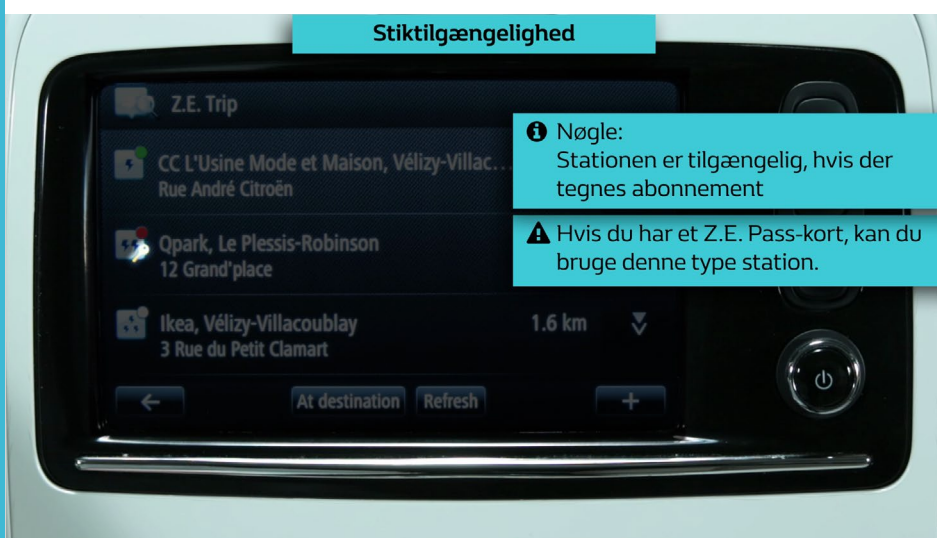 Stiktilgængelighed
Z.E. Trip
Nøgle:
Stationen er tilgængelig, hvis der
tegnes abonnement
CC L'Usine Mode et Maison, Vélizy-Villac...
Rue André Citroën
Hvis du har et Z.E. Pass-kort, kan du
bruge denne type station.
Qpark, Le Plessis-Robinson
12 Grand'place
Ikea, Vélizy-Villacoublay 1.6 km
3 Rue du Petit Clamart
At destination Refresh +